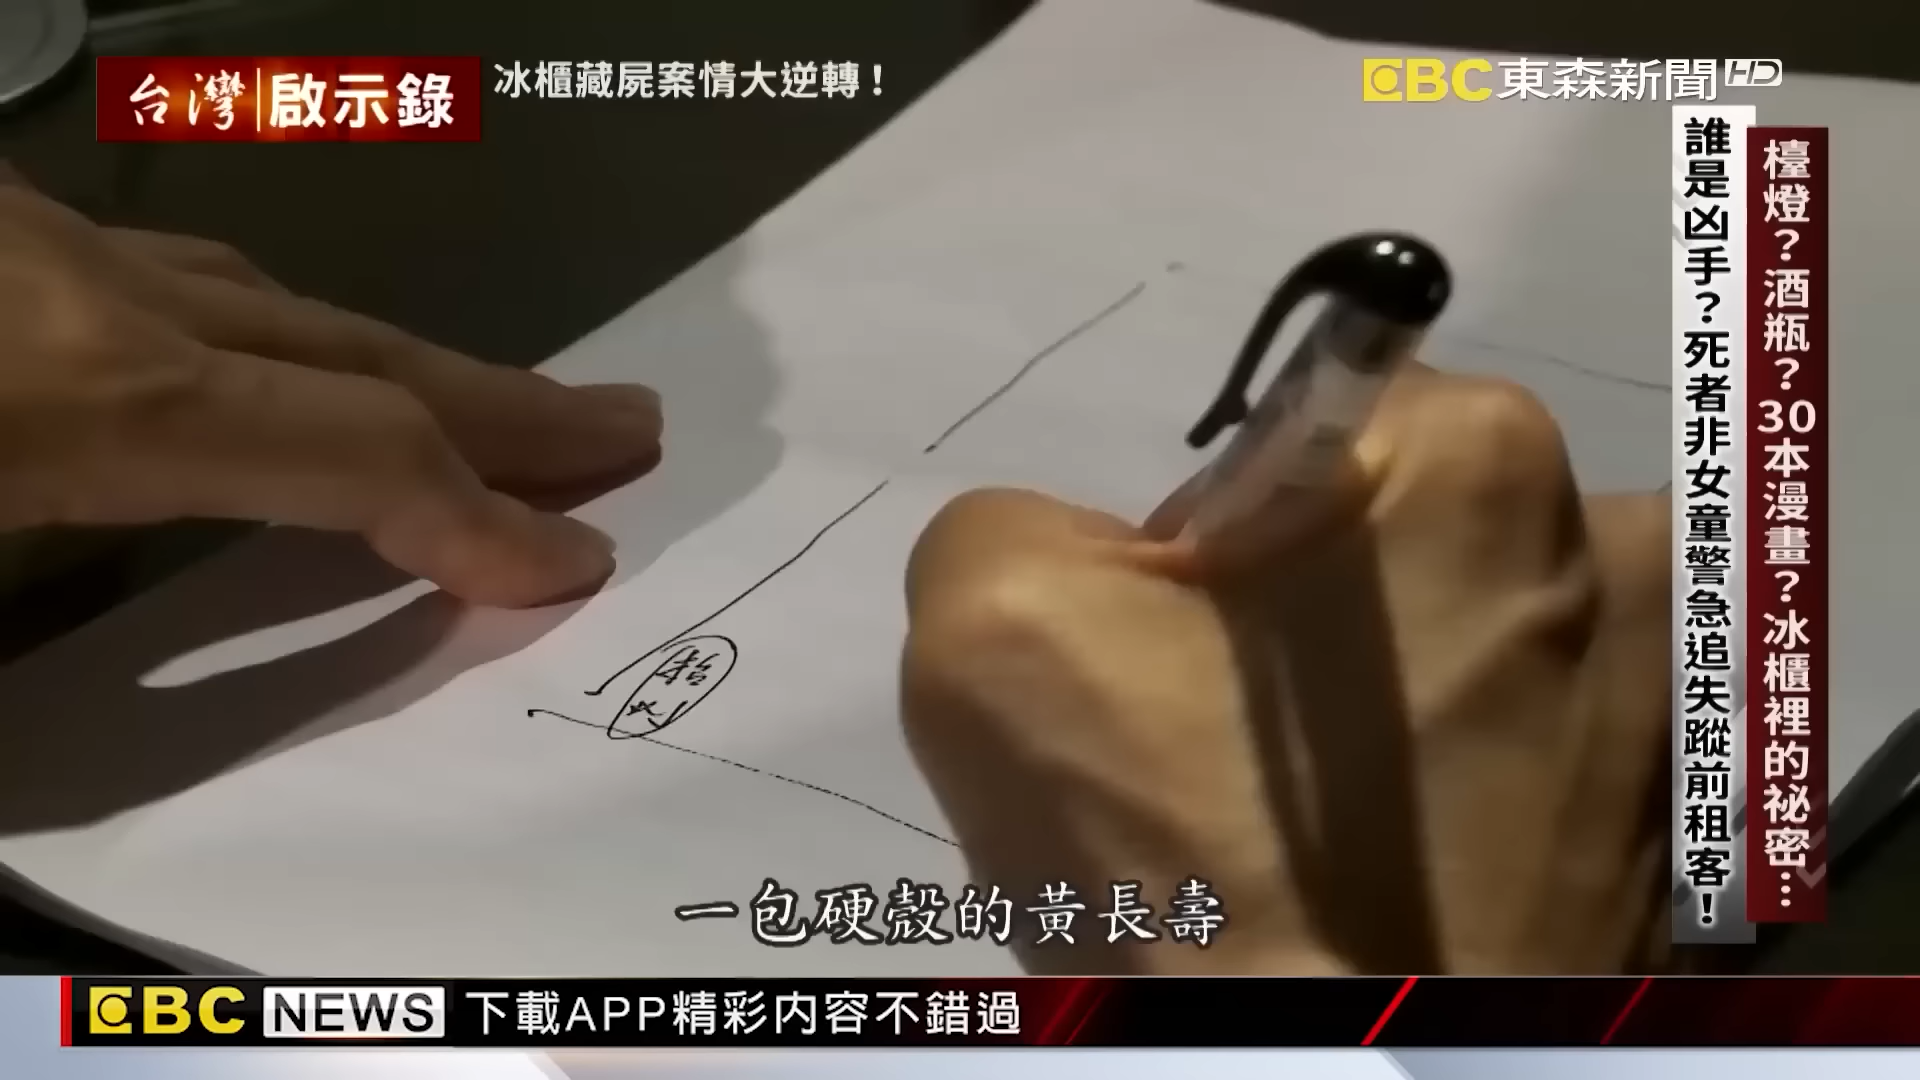 台灣啟示錄
冰櫃藏屍案情大逆轉！
EBC東森新聞HD
檯燈？酒瓶？30本漫畫？冰櫃裡的祕密…
誰是凶手？死者非女童警急追失蹤前租客！
一包硬殼的黃長壽
EBC NEWS 下載APP精彩內容不錯過